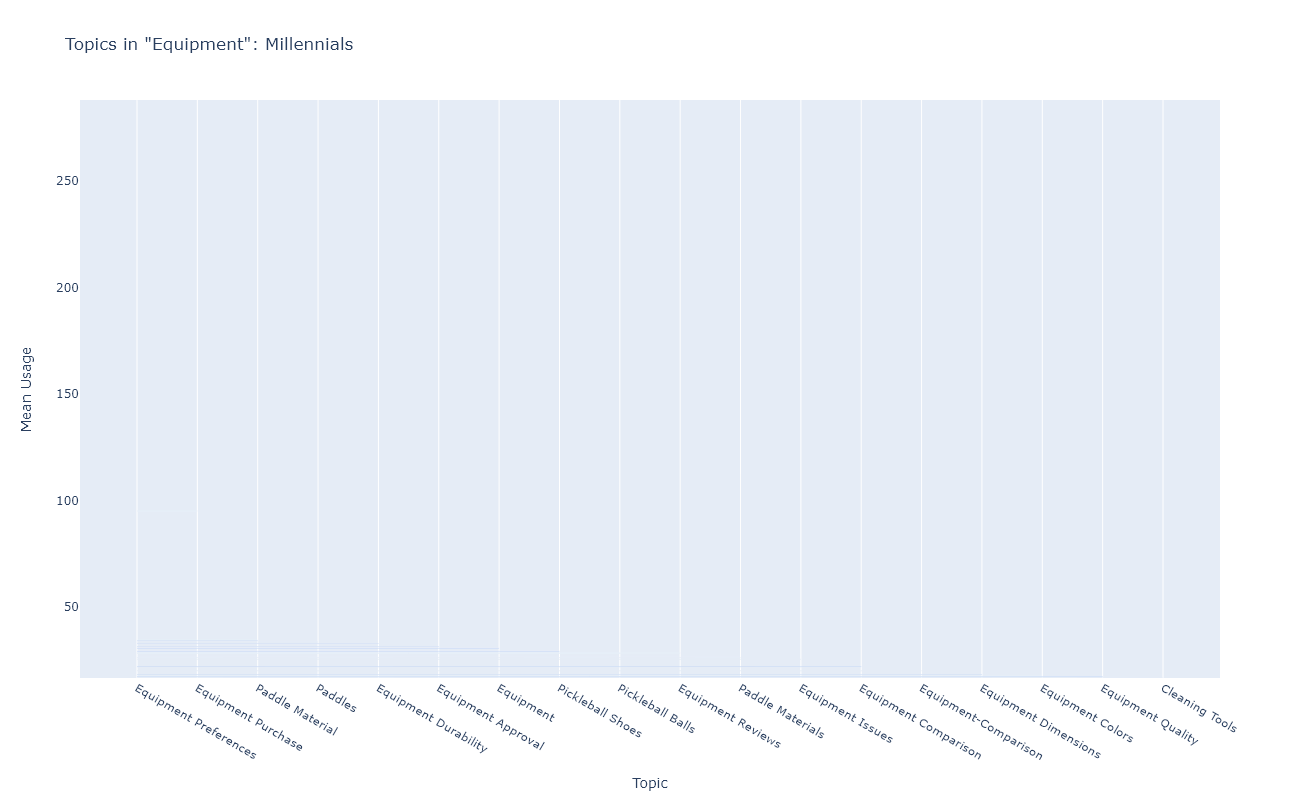 Topics in "Equipment": Millennials
250
200
150
100
50
Mean Usage
Equipment Preferences
Equipment Purchase
Paddle Material
Paddles
Equipment Durability
Equipment Approval
Equipment
Pickleball Shoes
Pickleball Balls
Equipment Reviews
Paddle Materials
Equipment Issues
Equipment Comparison
Equipment-Comparison
Equipment Dimensions
Equipment Colors
Equipment Quality
Cleaning Tools
Topic